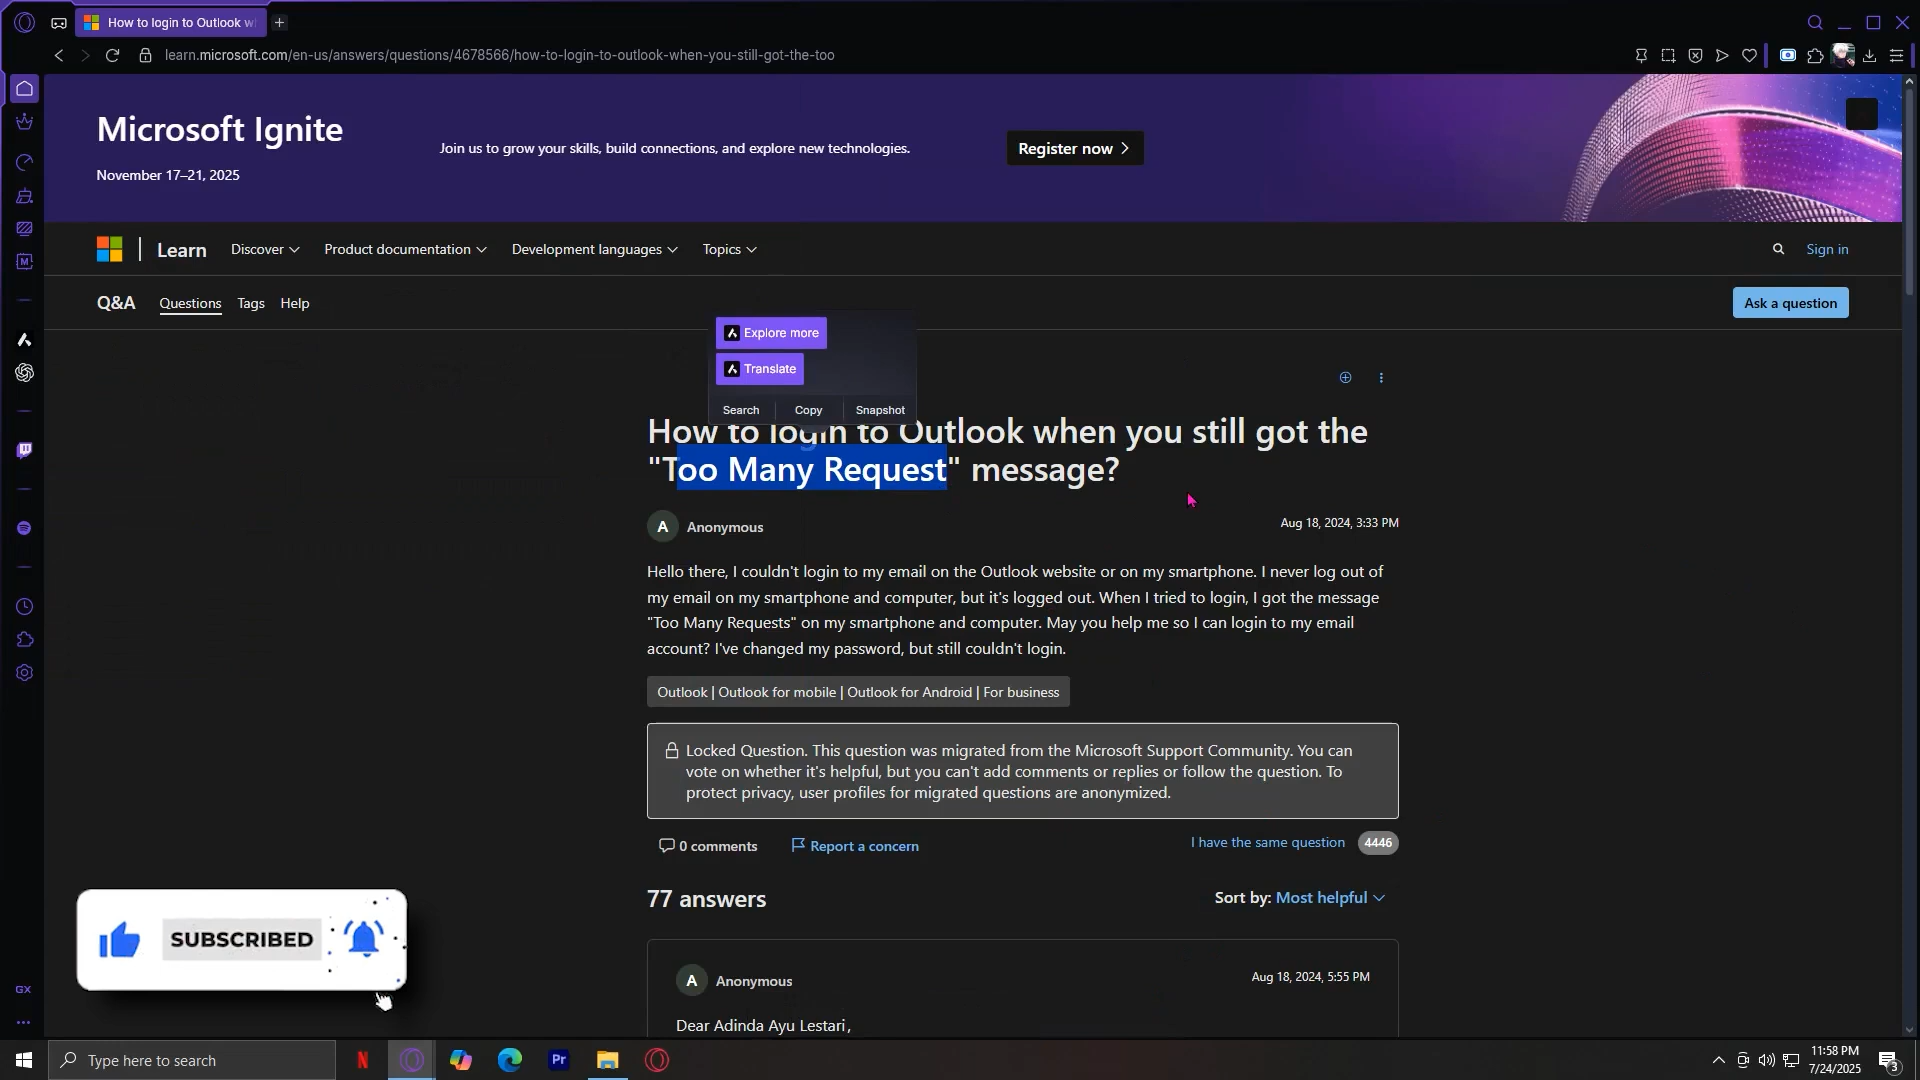 How to login to Outlook w
learn.microsoft.com/en-us/answers/questions/4678566/how-to-login-to-outlook-when-you-still-got-the-too
Microsoft Ignite
November 17–21, 2025
Join us to grow your skills, build connections, and explore new technologies.
Register now
Learn
Discover
Product documentation
Development languages
Topics
Sign in
Q&A
Questions
Tags
Help
Ask a question
Explore more
Translate
Search
Copy
Snapshot
How to login to Outlook when you still got the
"Too Many Request" message?
A
Anonymous
Aug 18, 2024, 3:33 PM
Hello there, I couldn't login to my email on the Outlook website or on my smartphone. I never log out of
my email on my smartphone and computer, but it's logged out. When I tried to login, I got the message
"Too Many Requests" on my smartphone and computer. May you help me so I can login to my email
account? I've changed my password, but still couldn't login.
Outlook | Outlook for mobile | Outlook for Android | For business
Locked Question. This question was migrated from the Microsoft Support Community. You can
vote on whether it's helpful, but you can't add comments or replies or follow the question. To
protect privacy, user profiles for migrated questions are anonymized.
0 comments
Report a concern
I have the same question
4446
77 answers
Sort by: Most helpful
A
Anonymous
Aug 18, 2024, 5:55 PM
Dear Adinda Ayu Lestari,
SUBSCRIBED
GX
M
Type here to search
N
Pr
11:58 PM
7/24/2025
3